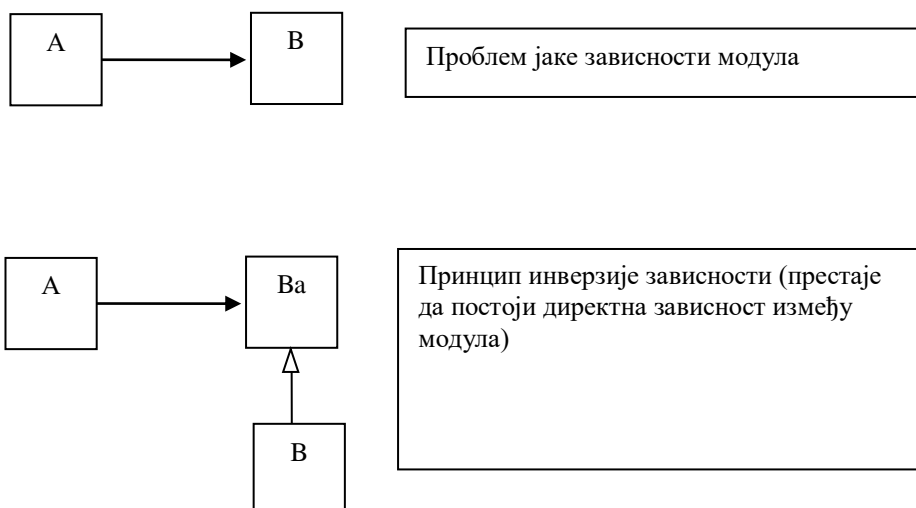 A
B
Проблем јаке зависности модула
A
Ba
Принцип инверзије зависности (престаје
да постоји директна зависност између
модула)
B